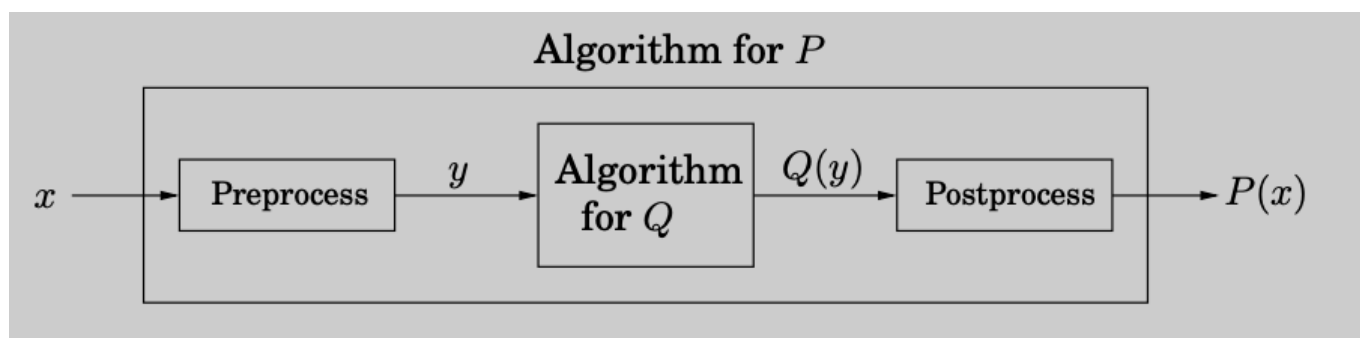 Algorithm for P
x
Preprocess
y
Algorithm
for Q
Q(y)
Postprocess
P(x)